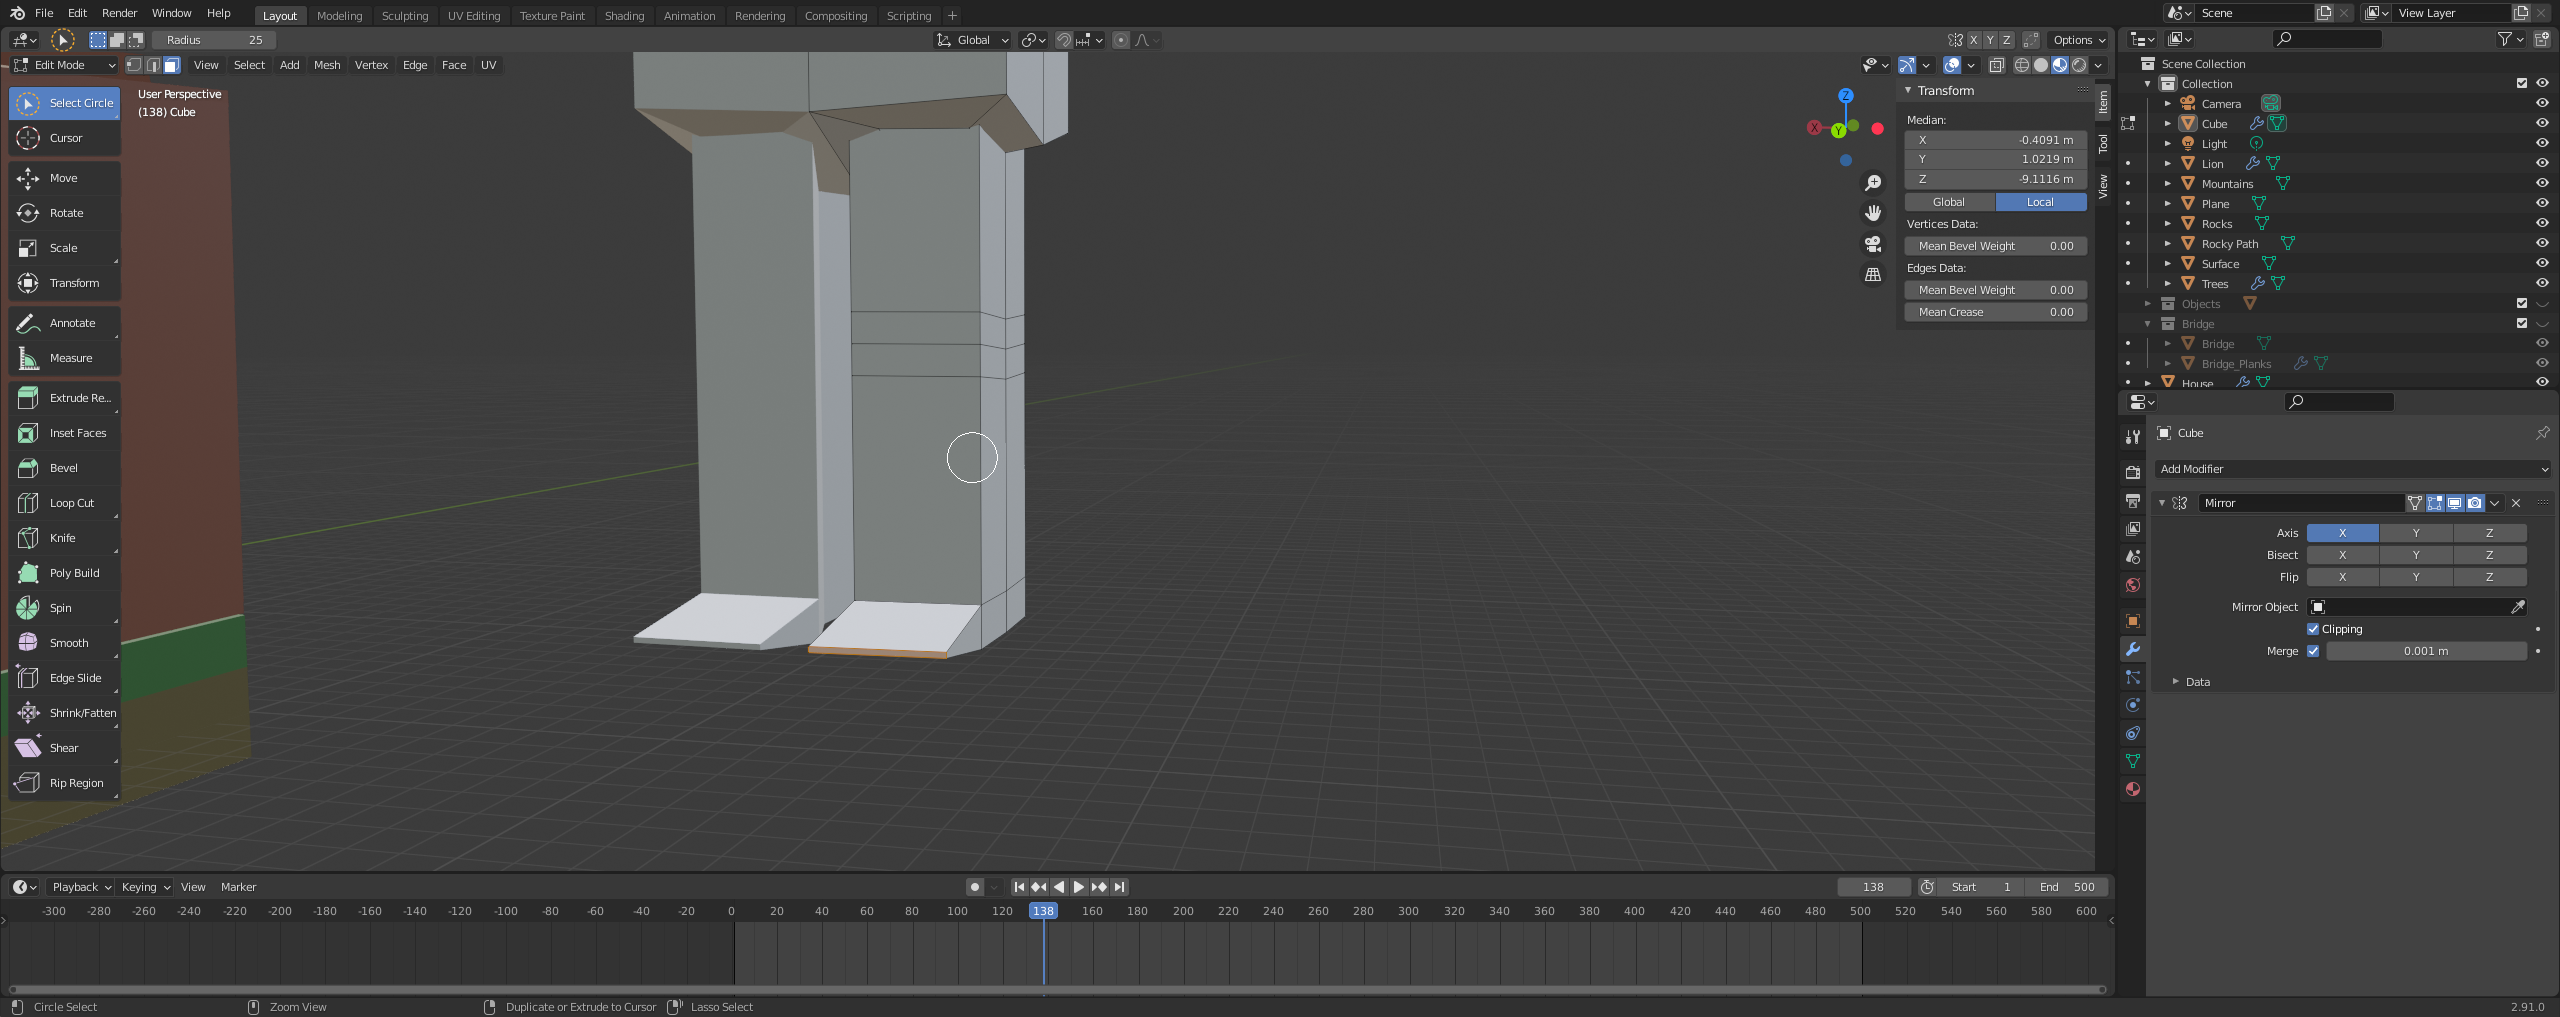 File Edit Render Window Help Layout Modeling Sculpting UV Editing Texture Paint Shading Animation Rendering Compositing Scripting + Scene View Layer
Radius 25 Global X Y Z Options
Edit Mode View Select Add Mesh Vertex Edge Face UV
User Perspective
(138) Cube
Select Circle
Cursor
Move
Rotate
Scale
Transform
Annotate
Measure
Extrude Re...
Inset Faces
Bevel
Loop Cut
Knife
Poly Build
Spin
Smooth
Edge Slide
Shrink/Fatten
Shear
Rip Region
Z
X
Y
Transform
Median:
X -0.4091 m
Y 1.0219 m
Z -9.1116 m
Global Local
Vertices Data:
Mean Bevel Weight 0.00
Edges Data:
Mean Bevel Weight 0.00
Mean Crease 0.00
Item
Tool
View
Scene Collection
Collection
Camera
Cube
Light
Lion
Mountains
Plane
Rocks
Rocky Path
Surface
Trees
Objects
Bridge
Bridge
Bridge_Planks
House
Cube
Add Modifier
Mirror
Axis X Y Z
Bisect X Y Z
Flip X Y Z
Mirror Object
Clipping
Merge 0.001 m
Data
Playback Keying View Marker 138 Start 1 End 500
-300 -280 -260 -240 -220 -200 -180 -160 -140 -120 -100 -80 -60 -40 -20 0 20 40 60 80 100 120 138 160 180 200 220 240 260 280 300 320 340 360 380 400 420 440 460 480 500 520 540 560 580 600
Circle Select Zoom View Duplicate or Extrude to Cursor Lasso Select 2.91.0